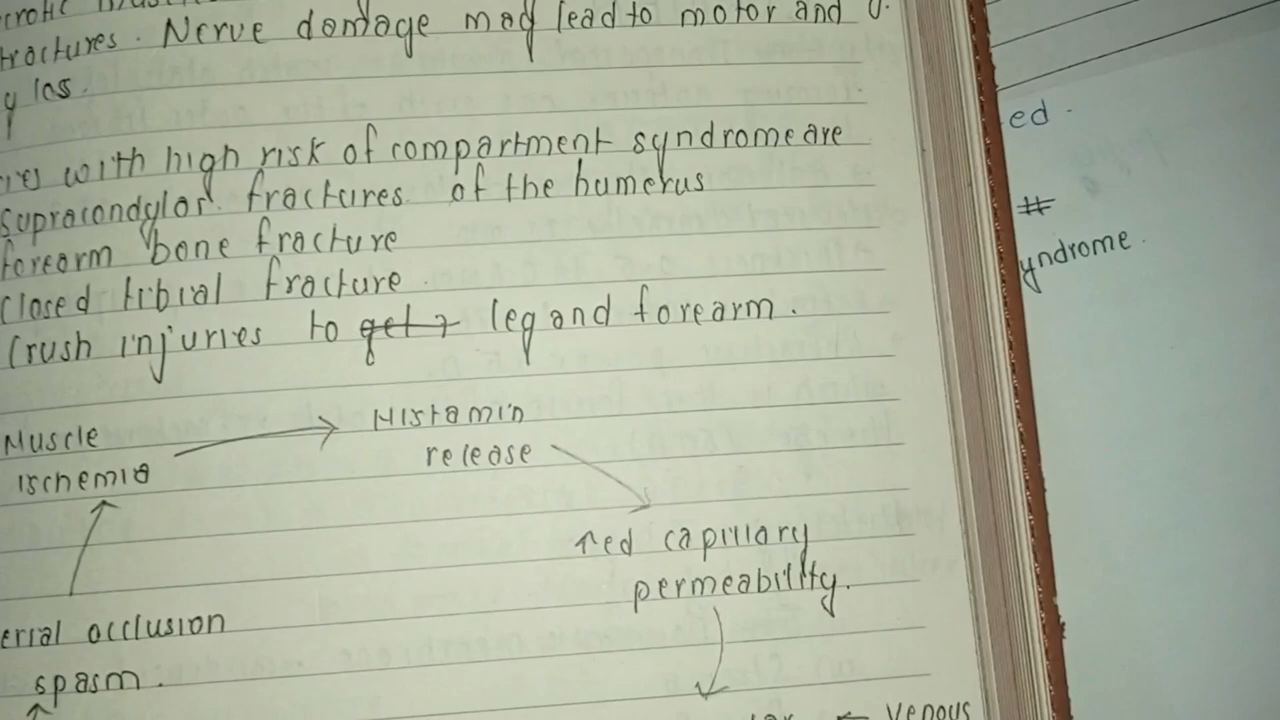 fractures. Nerve damage may lead to motor and
y los.
with high risk of compartment syndrome are
Supracondylar fractures of the humerus
forearm bone fracture
Closed tibial fracture.
Crush injuries to leg and forearm.
Muscle → Histamin
ischemia release
↑ed capillary
permeability.
erial occlusion
spasm.
← Venous
ed.
#
yndrome.